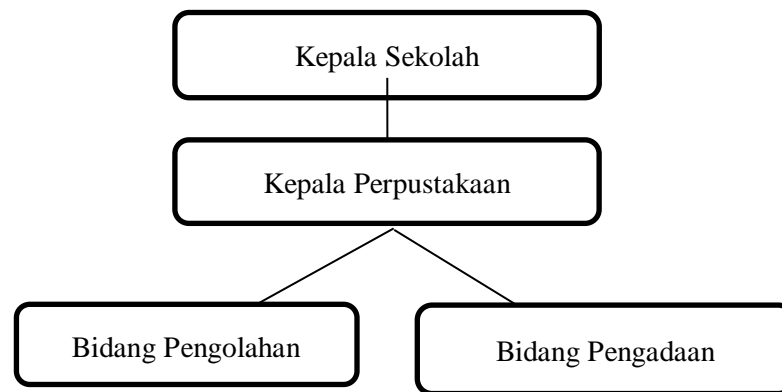 Kepala Sekolah
Kepala Perpustakaan
Bidang Pengolahan
Bidang Pengadaan